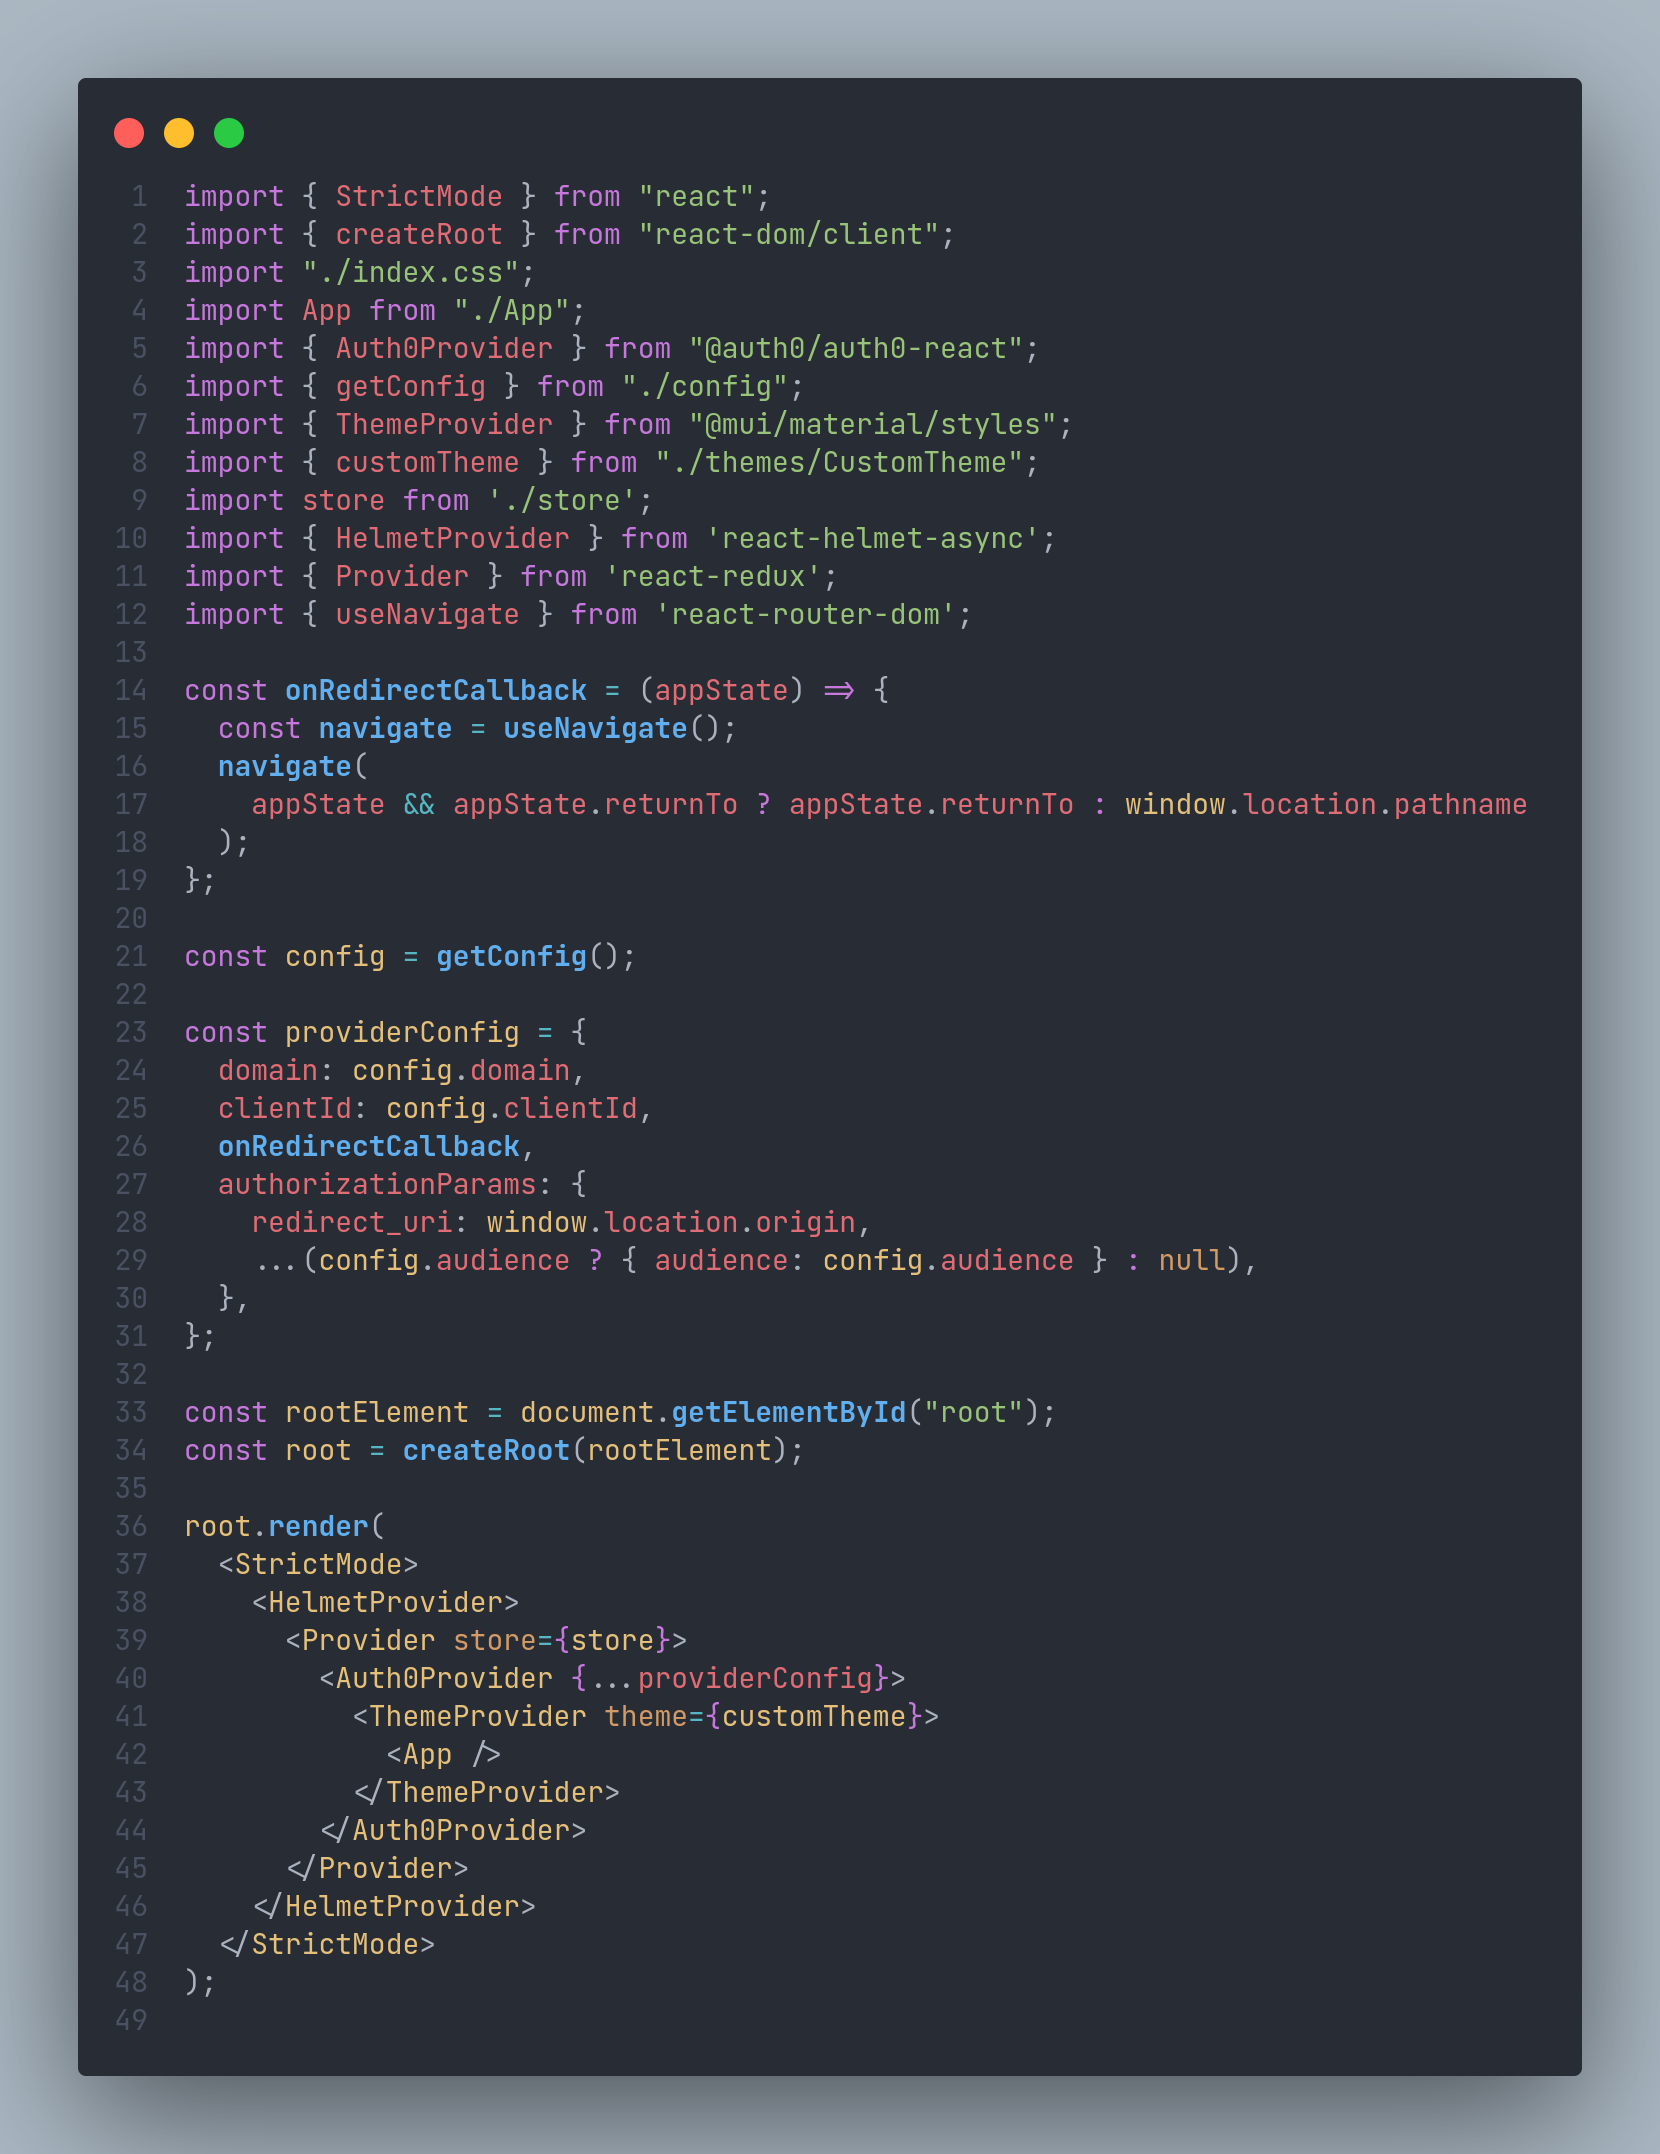 1 import { StrictMode } from "react";
2 import { createRoot } from "react-dom/client";
3 import "./index.css";
4 import App from "./App";
5 import { Auth0Provider } from "@auth0/auth0-react";
6 import { getConfig } from "./config";
7 import { ThemeProvider } from "@mui/material/styles";
8 import { customTheme } from "./themes/CustomTheme";
9 import store from './store';
10 import { HelmetProvider } from 'react-helmet-async';
11 import { Provider } from 'react-redux';
12 import { useNavigate } from 'react-router-dom';
13
14 const onRedirectCallback = (appState) => {
15   const navigate = useNavigate();
16   navigate(
17     appState && appState.returnTo ? appState.returnTo : window.location.pathname
18   );
19 };
20
21 const config = getConfig();
22
23 const providerConfig = {
24   domain: config.domain,
25   clientId: config.clientId,
26   onRedirectCallback,
27   authorizationParams: {
28     redirect_uri: window.location.origin,
29     ...(config.audience ? { audience: config.audience } : null),
30   },
31 };
32
33 const rootElement = document.getElementById("root");
34 const root = createRoot(rootElement);
35
36 root.render(
37   <StrictMode>
38     <HelmetProvider>
39       <Provider store={store}>
40         <Auth0Provider {...providerConfig}>
41           <ThemeProvider theme={customTheme}>
42             <App />
43           </ThemeProvider>
44         </Auth0Provider>
45       </Provider>
46     </HelmetProvider>
47   </StrictMode>
48 );
49